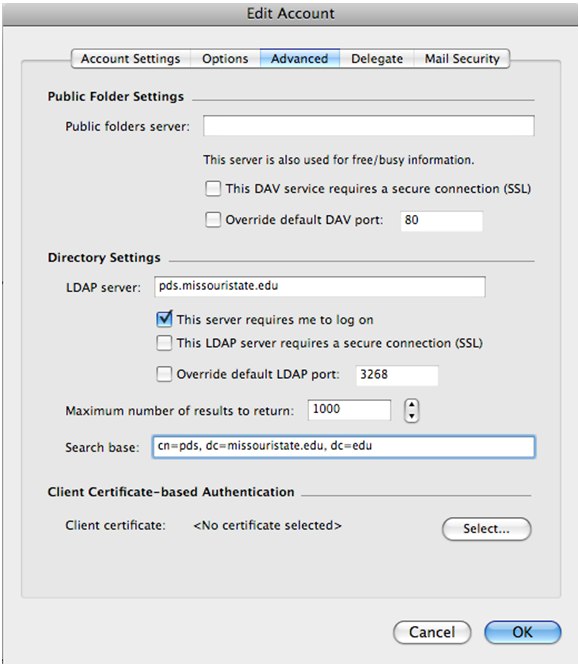 Edit Account
Account Settings Options Advanced Delegate Mail Security
Public Folder Settings
Public folders server:
This server is also used for free/busy information.
This DAV service requires a secure connection (SSL)
Override default DAV port: 80
Directory Settings
LDAP server: pds.missouristate.edu
This server requires me to log on
This LDAP server requires a secure connection (SSL)
Override default LDAP port: 3268
Maximum number of results to return: 1000
Search base: cn=pds, dc=missouristate.edu, dc=edu
Client Certificate-based Authentication
Client certificate: <No certificate selected> Select...
Cancel OK